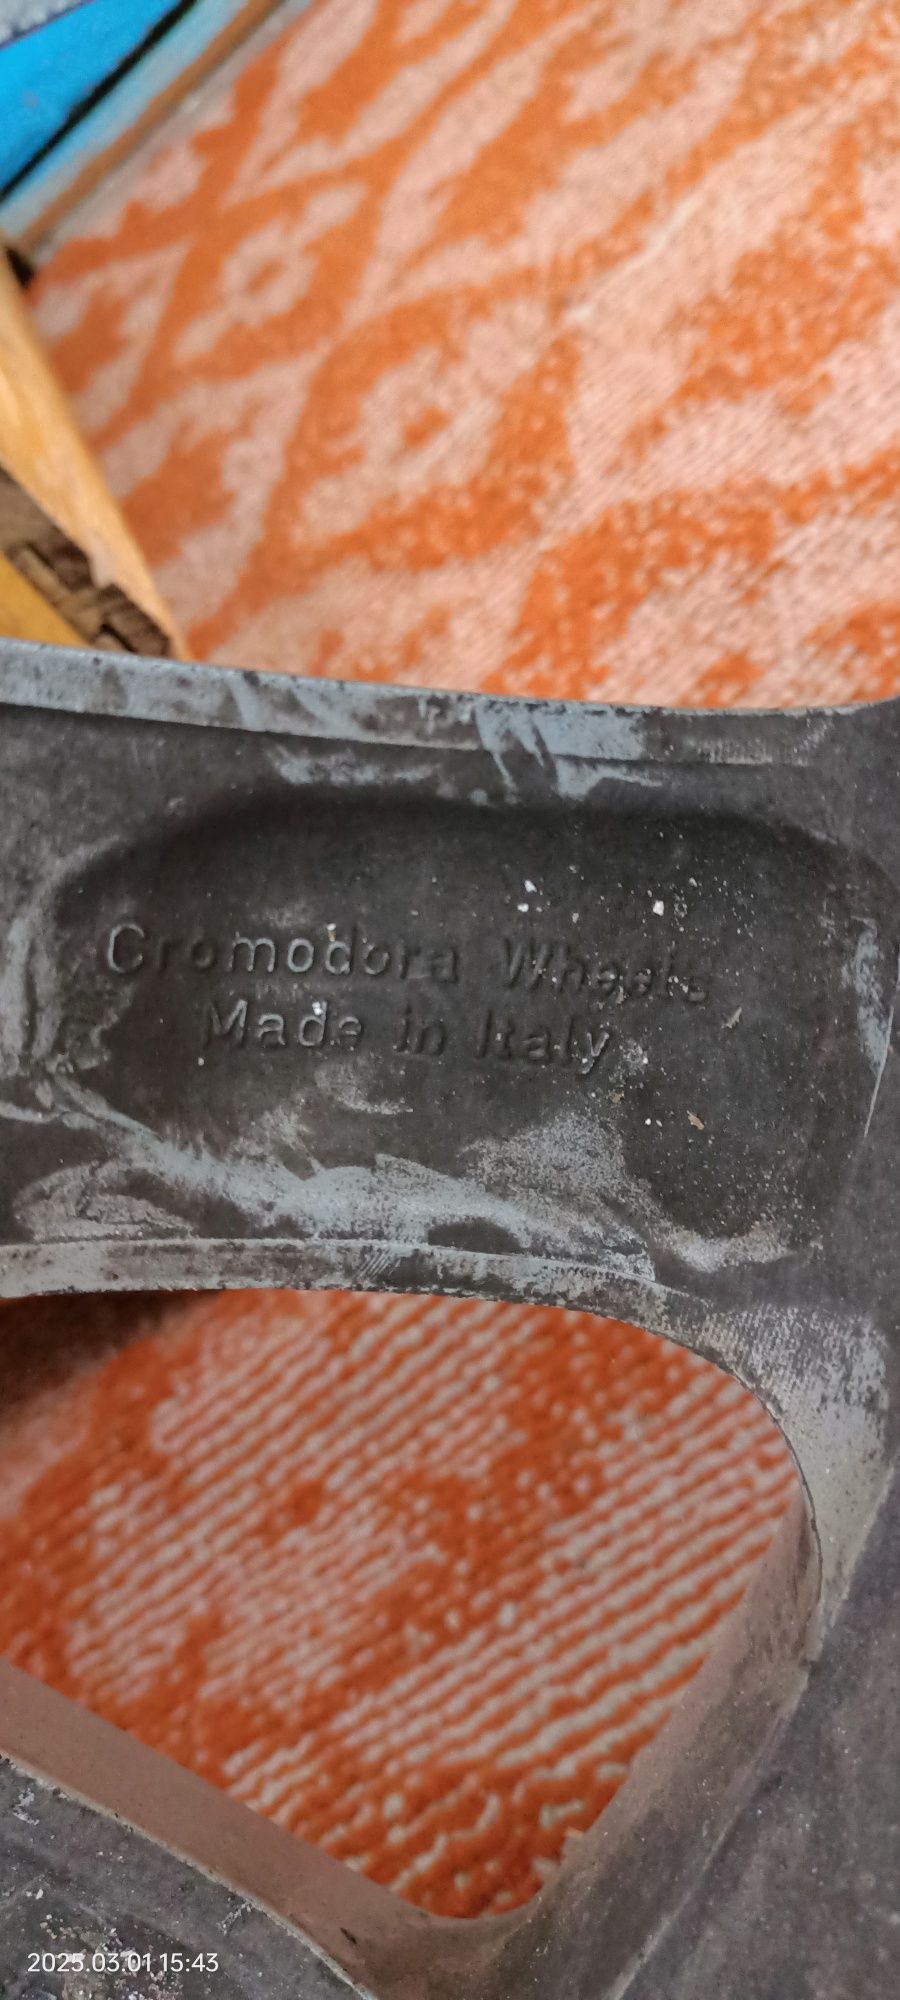 Cromodora Wheels
Made in Italy
2025.03.01 15:43